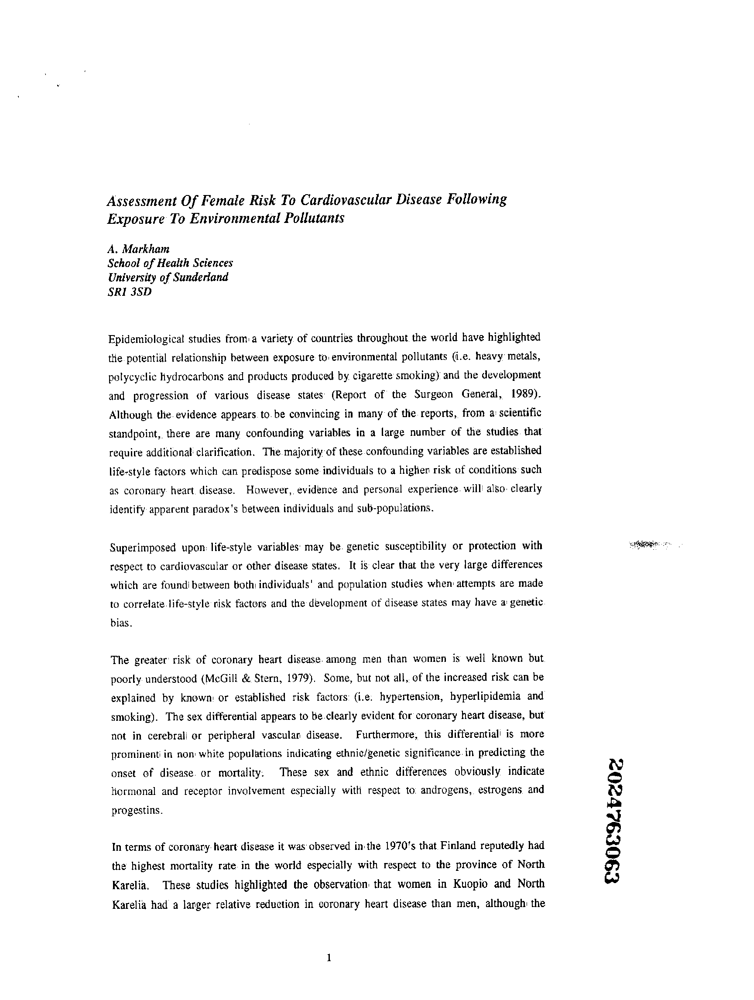 Assessment Of Female Risk To Cardiovascular Disease Following
Exposure To Environmental Pollutants
A. Markham
School of Health Sciences
University of Sunderland
SR1 3SD
Epidemiological studies from a variety of countries throughout the world have highlighted
the potential relationship between exposure to environmental pollutants (i.e. heavy metals,
polycyclic hydrocarbons and products produced by cigarette smoking) and the development
and progression of various disease states (Report of the Surgeon General, 1989).
Although the evidence appears to be convincing in many of the reports, from a scientific
standpoint, there are many confounding variables in a large number of the studies that
require additional clarification. The majority of these confounding variables are established
life-style factors which can predispose some individuals to a higher risk of conditions such
as coronary heart disease. However, evidence and personal experience will also clearly
identify apparent paradox's between individuals and sub-populations.
Superimposed upon life-style variables may be genetic susceptibility or protection with
respect to cardiovascular or other disease states. It is clear that the very large differences
which are found between both individuals' and population studies when attempts are made
to correlate life-style risk factors and the development of disease states may have a genetic
bias.
The greater risk of coronary heart disease among men than women is well known but
poorly understood (McGill & Stern, 1979). Some, but not all, of the increased risk can be
explained by known or established risk factors (i.e. hypertension, hyperlipidemia and
smoking). The sex differential appears to be clearly evident for coronary heart disease, but
not in cerebral or peripheral vascular disease. Furthermore, this differential is more
prominent in non white populations indicating ethnic/genetic significance in predicting the
onset of disease or mortality. These sex and ethnic differences obviously indicate
hormonal and receptor involvement especially with respect to androgens, estrogens and
progestins.
In terms of coronary heart disease it was observed in the 1970's that Finland reputedly had
the highest mortality rate in the world especially with respect to the province of North
Karelia. These studies highlighted the observation that women in Kuopio and North
Karelia had a larger relative reduction in coronary heart disease than men, although the
1
2024763063